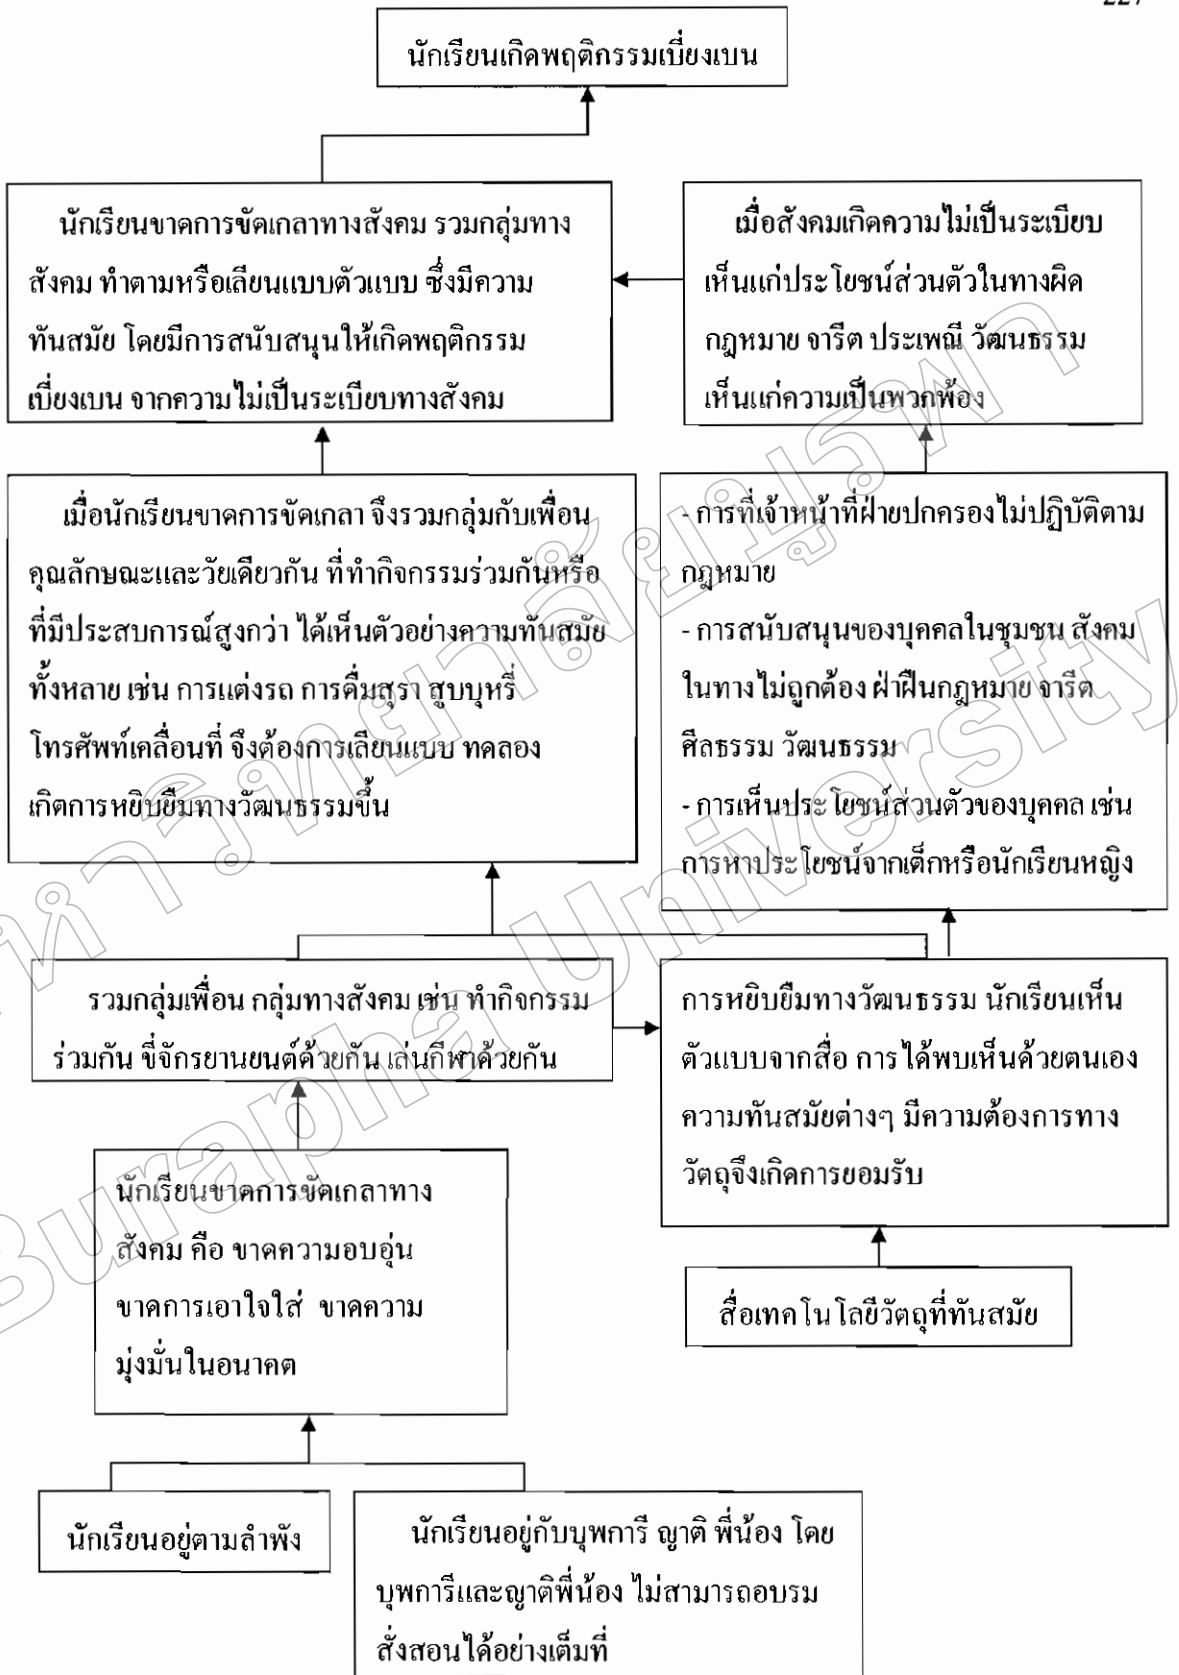 นักเรียนเกิดพฤติกรรมเบี่ยงเบน
นักเรียนขาดการขัดเกลาทางสังคม รวมกลุ่มทาง
สังคม ทำตามหรือเลียนแบบตัวแบบ ซึ่งมีความ
ทันสมัย โดยมีการสนับสนุนให้เกิดพฤติกรรม
เบี่ยงเบน จากความไม่เป็นระเบียบทางสังคม
เมื่อสังคมเกิดความไม่เป็นระเบียบ
เห็นแก่ประโยชน์ส่วนตัวในทางผิด
กฎหมาย จารีต ประเพณี วัฒนธรรม
เห็นแก่ความเป็นพวกพ้อง
เมื่อนักเรียนขาดการขัดเกลา จึงรวมกลุ่มกับเพื่อน
คุณลักษณะและวัยเดียวกัน ที่ทำกิจกรรมร่วมกันหรือ
ที่มีประสบการณ์สูงกว่า ได้เห็นตัวอย่างความทันสมัย
ทั้งหลาย เช่น การแต่งรถ การดื่มสุรา สูบบุหรี่
โทรศัพท์เคลื่อนที่ จึงต้องการเลียนแบบ ทดลอง
เกิดการหยิบยืมทางวัฒนธรรมขึ้น
- การที่เจ้าหน้าที่ฝ่ายปกครองไม่ปฏิบัติตาม
กฎหมาย
- การสนับสนุนของบุคคลในชุมชน สังคม
ในทางไม่ถูกต้อง ฝ่าฝืนกฎหมาย จารีต
ศีลธรรม วัฒนธรรม
- การเห็นประโยชน์ส่วนตัวของบุคคล เช่น
การหาประโยชน์จากเด็กหรือนักเรียนหญิง
รวมกลุ่มเพื่อน กลุ่มทางสังคม เช่น ทำกิจกรรม
ร่วมกัน ขี่จักรยานยนต์ด้วยกัน เล่นกีฬาด้วยกัน
การหยิบยืมทางวัฒนธรรม นักเรียนเห็น
ตัวแบบจากสื่อ การได้พบเห็นด้วยตนเอง
ความทันสมัยต่างๆ มีความต้องการทาง
วัตถุจึงเกิดการยอมรับ
นักเรียนขาดการขัดเกลาทาง
สังคม คือ ขาดความอบอุ่น
ขาดการเอาใจใส่ ขาดความ
มุ่งมั่นในอนาคต
สื่อเทคโนโลยีวัตถุที่ทันสมัย
นักเรียนอยู่ตามลำพัง
นักเรียนอยู่กับบุพการี ญาติ พี่น้อง โดย
บุพการีและญาติพี่น้อง ไม่สามารถอบรม
สั่งสอนได้อย่างเต็มที่
Burapha University